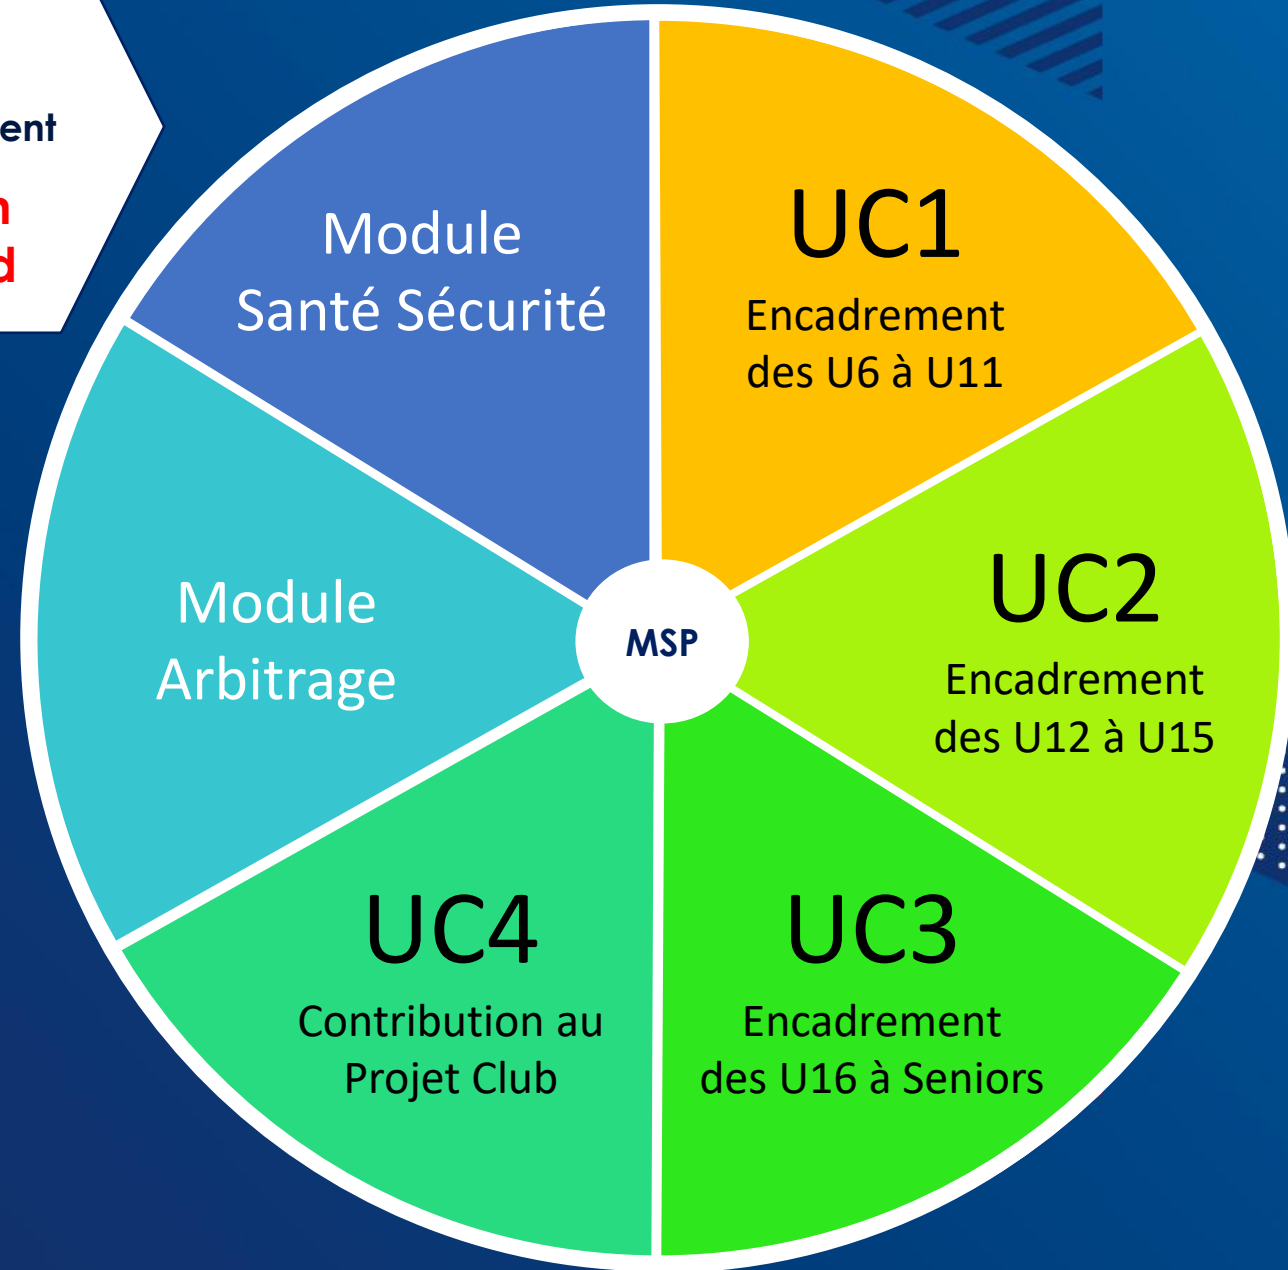 Module
Santé Sécurité
UC1
Encadrement
des U6 à U11
UC2
Encadrement
des U12 à U15
MSP
Module
Arbitrage
UC4
Contribution au
Projet Club
UC3
Encadrement
des U16 à Seniors